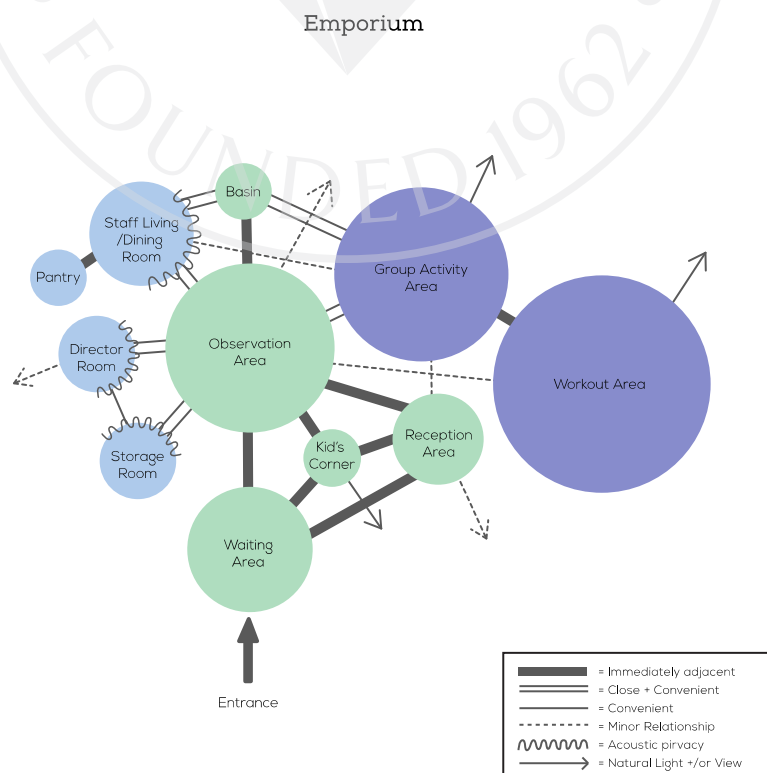 Emporium
FOUNDED 1962
Basin
Staff Living
/Dining
Room
Pantry
Group Activity
Area
Director
Room
Observation
Area
Workout Area
Storage
Room
Kid's
Corner
Reception
Area
Waiting
Area
Entrance
= Immediately adjacent
= Close + Convenient
= Convenient
= Minor Relationship
= Acoustic pirvacy
= Natural Light +/or View